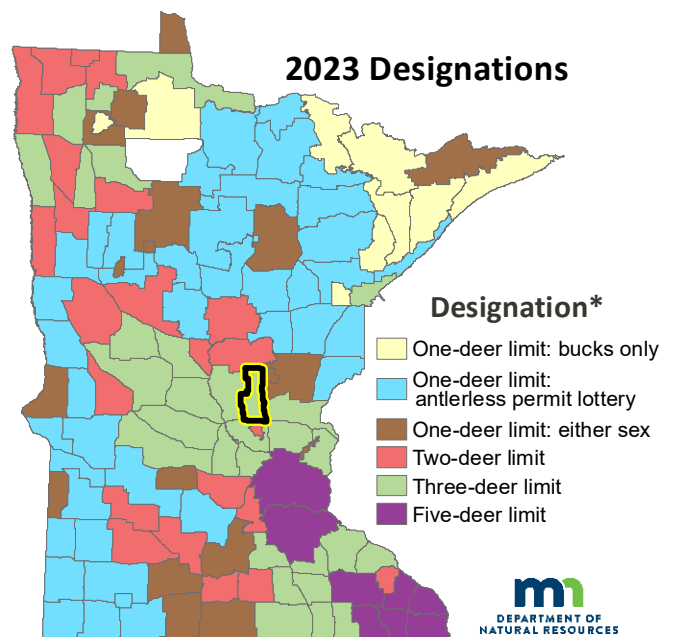 2023 Designations
Designation*
One-deer limit: bucks only
One-deer limit:
antlerless permit lottery
One-deer limit: either sex
Two-deer limit
Three-deer limit
Five-deer limit
mn
DEPARTMENT OF
NATURAL RESOURCES